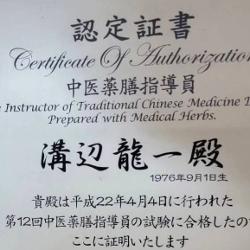 認定証書
Certificate Of Authorization
中医薬膳指導員
Instructor of Traditional Chinese Medicine
Prepared with Medical Herbs.
溝辺龍一殿
1976年9月1日生
貴殿は平成22年4月4日に行われた
第12回中医薬膳指導員の試験に合格したの
ここに証明いたします